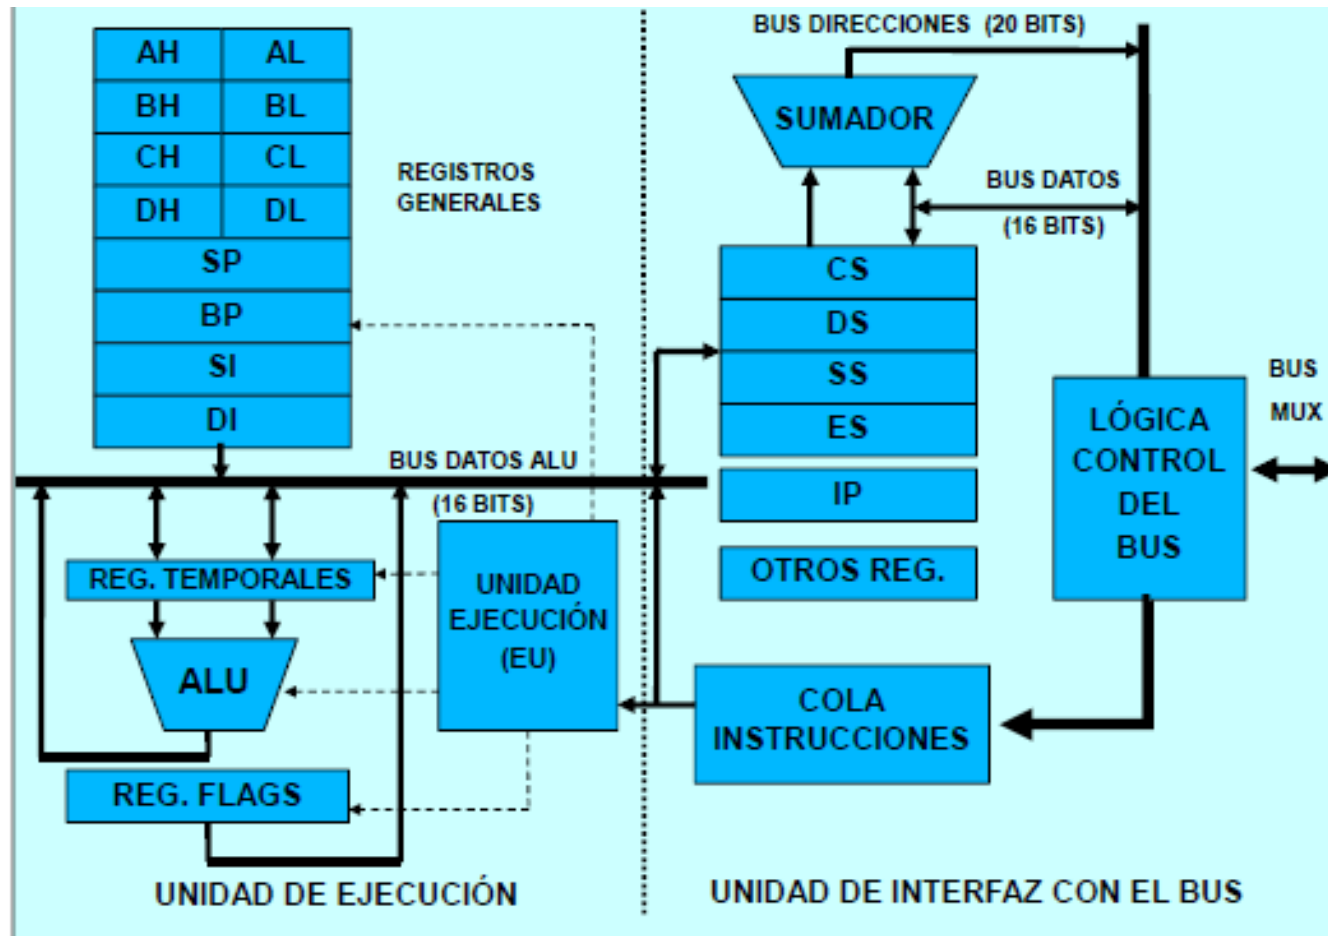 AH AL
BH BL
CH CL
DH DL
SP
BP
SI
DI
REGISTROS
GENERALES
BUS DATOS ALU
(16 BITS)
REG. TEMPORALES
ALU
REG. FLAGS
UNIDAD
EJECUCIÓN
(EU)
UNIDAD DE EJECUCIÓN
BUS DIRECCIONES (20 BITS)
SUMADOR
BUS DATOS
(16 BITS)
CS
DS
SS
ES
IP
OTROS REG.
LÓGICA
CONTROL
DEL
BUS
BUS
MUX
COLA
INSTRUCCIONES
UNIDAD DE INTERFAZ CON EL BUS